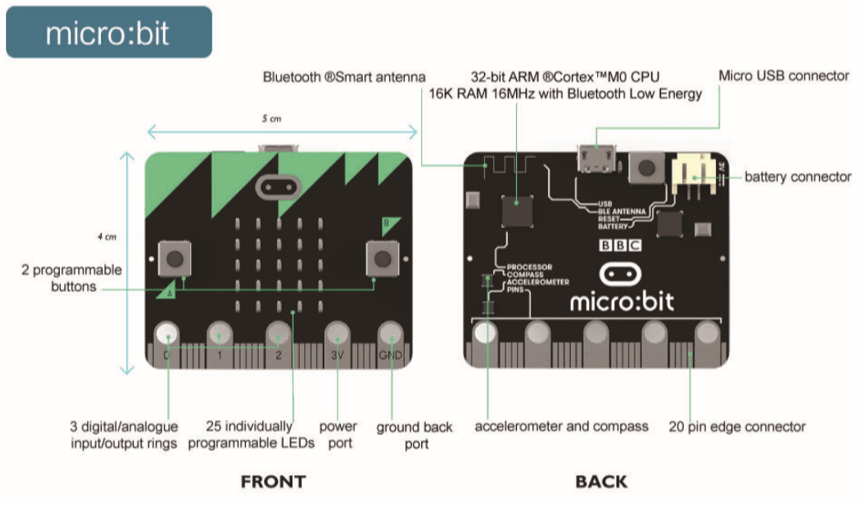 micro:bit
Bluetooth ®Smart antenna
32-bit ARM ®Cortex™M0 CPU
16K RAM 16MHz with Bluetooth Low Energy
Micro USB connector
5 cm
battery connector
4 cm
2 programmable
buttons
B
A
0 1 2 3V GND
3V
USB
BLE ANTENNA
RESET
BATTERY
BBC
PROCESSOR
COMPASS
ACCELEROMETER
PINS
micro:bit
3 digital/analogue
input/output rings
25 individually
programmable LEDs
power
port
ground back
port
accelerometer and compass
20 pin edge connector
FRONT
BACK